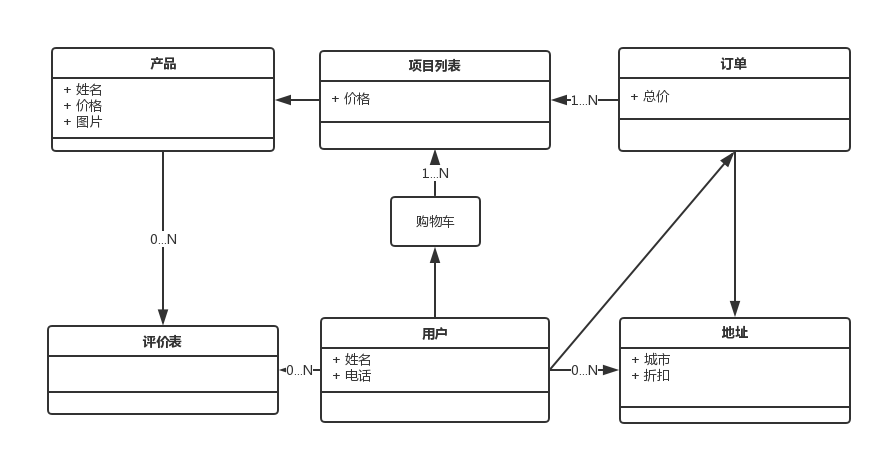 产品
+ 姓名
+ 价格
+ 图片
项目列表
+ 价格
1...N
订单
+ 总价
1...N
购物车
0...N
评价表
0...N
用户
+ 姓名
+ 电话
0...N
地址
+ 城市
+ 折扣